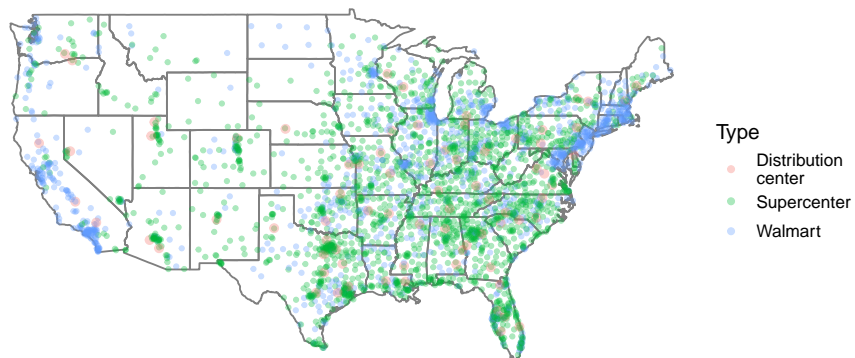 Type
Distribution
center
Supercenter
Walmart